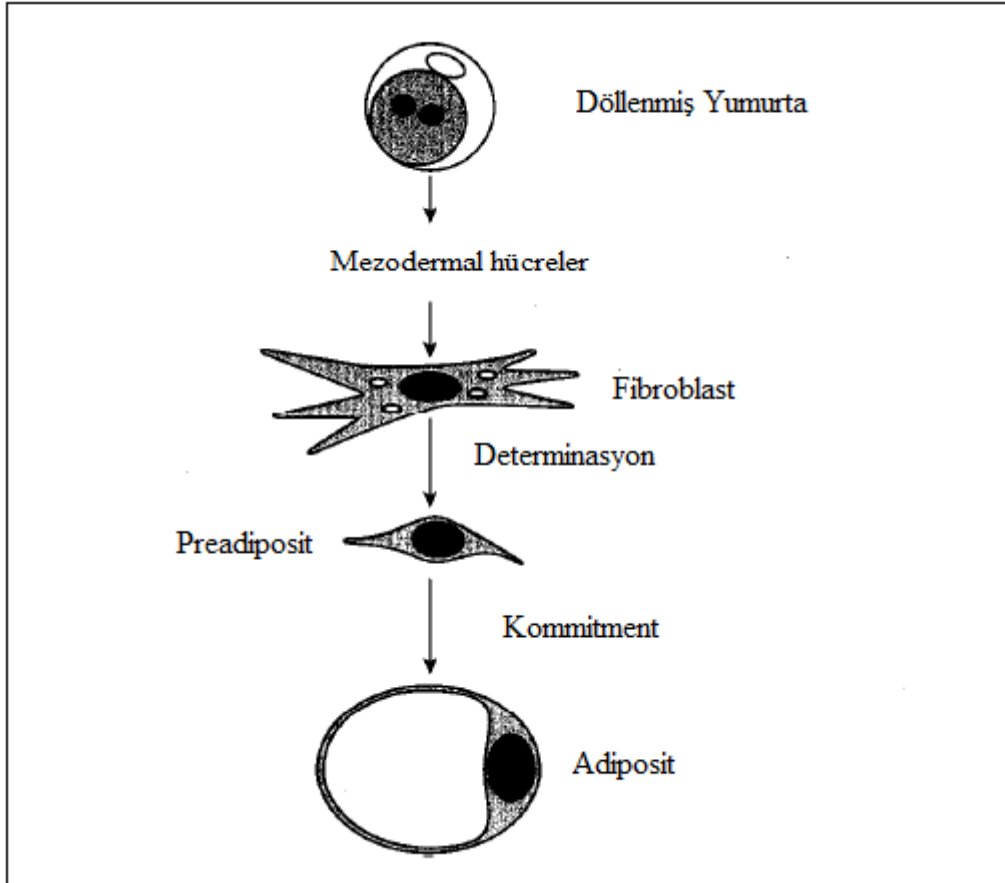 Döllenmiş Yumurta
Mezodermal hücreler
Fibroblast
Determinasyon
Preadiposit
Kommitment
Adiposit